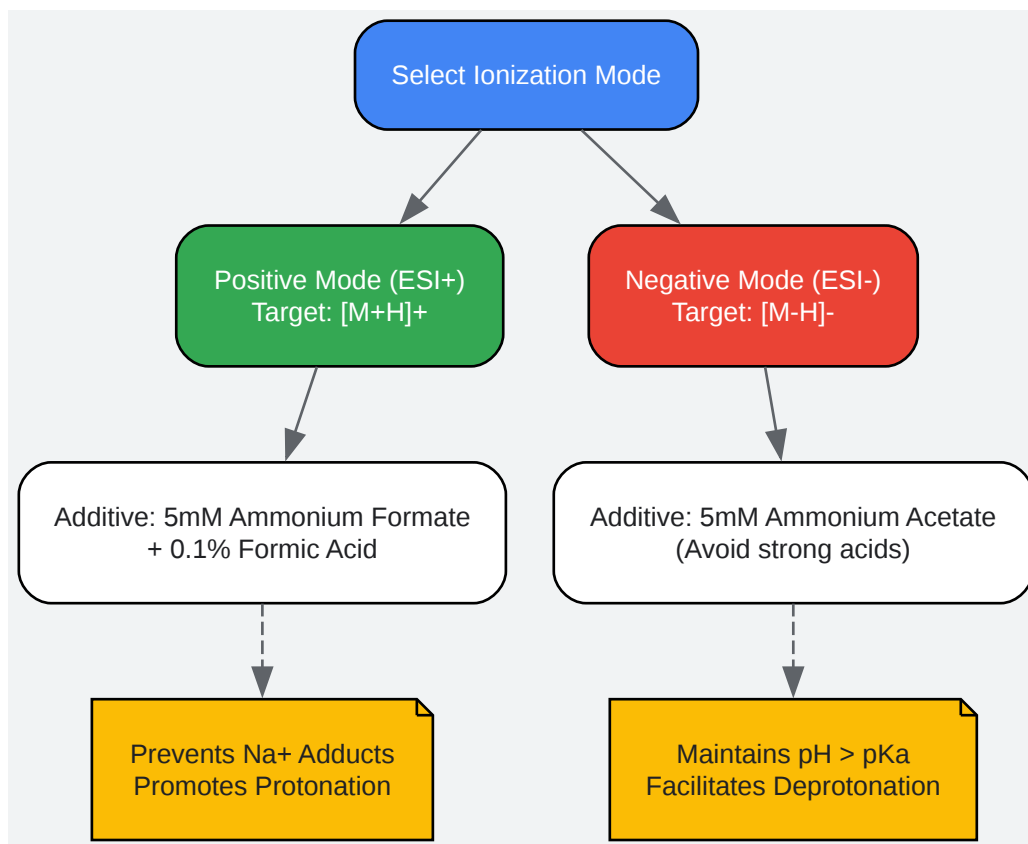 Select Ionization Mode
Positive Mode (ESI+)
Target: [M+H]+
Negative Mode (ESI-)
Target: [M-H]-
Additive: 5mM Ammonium Formate
+ 0.1% Formic Acid
Additive: 5mM Ammonium Acetate
(Avoid strong acids)
Prevents Na+ Adducts
Promotes Protonation
Maintains pH > pKa
Facilitates Deprotonation